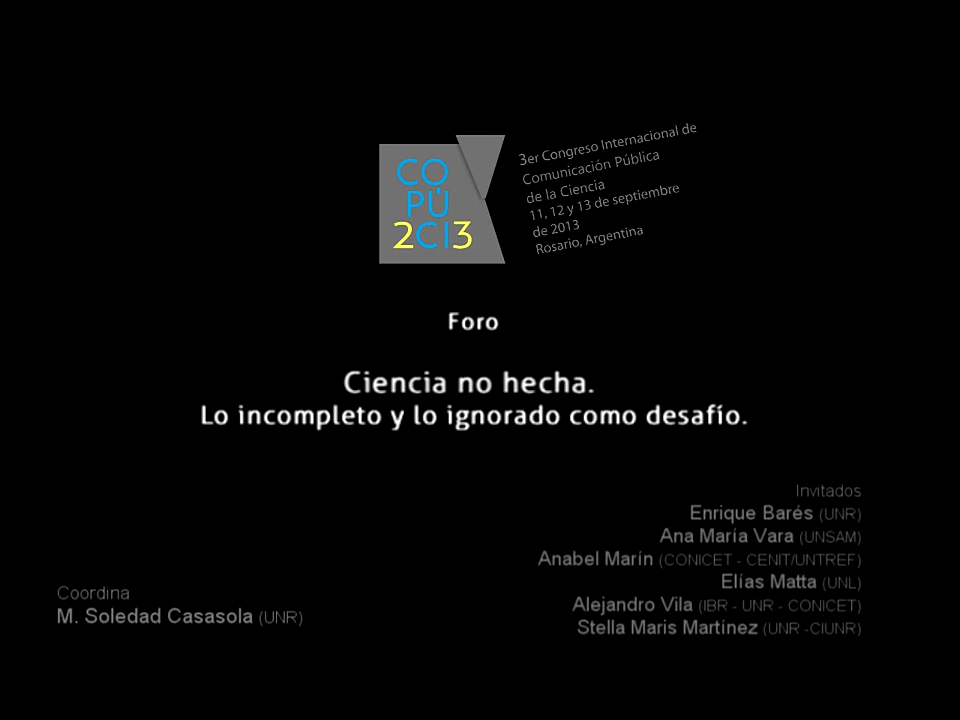 CO
PÚ
2CI3
3er Congreso Internacional de
Comunicación Pública
de la Ciencia
11, 12 y 13 de septiembre
de 2013
Rosario, Argentina
Foro
Ciencia no hecha.
Lo incompleto y lo ignorado como desafío.
Coordina
M. Soledad Casasola (UNR)
Invitados
Enrique Barés (UNR)
Ana María Vara (UNSAM)
Anabel Marín (CONICET - CENIT/UNTREF)
Elías Matta (UNL)
Alejandro Vila (IBR - UNR - CONICET)
Stella Maris Martínez (UNR -CIUNR)